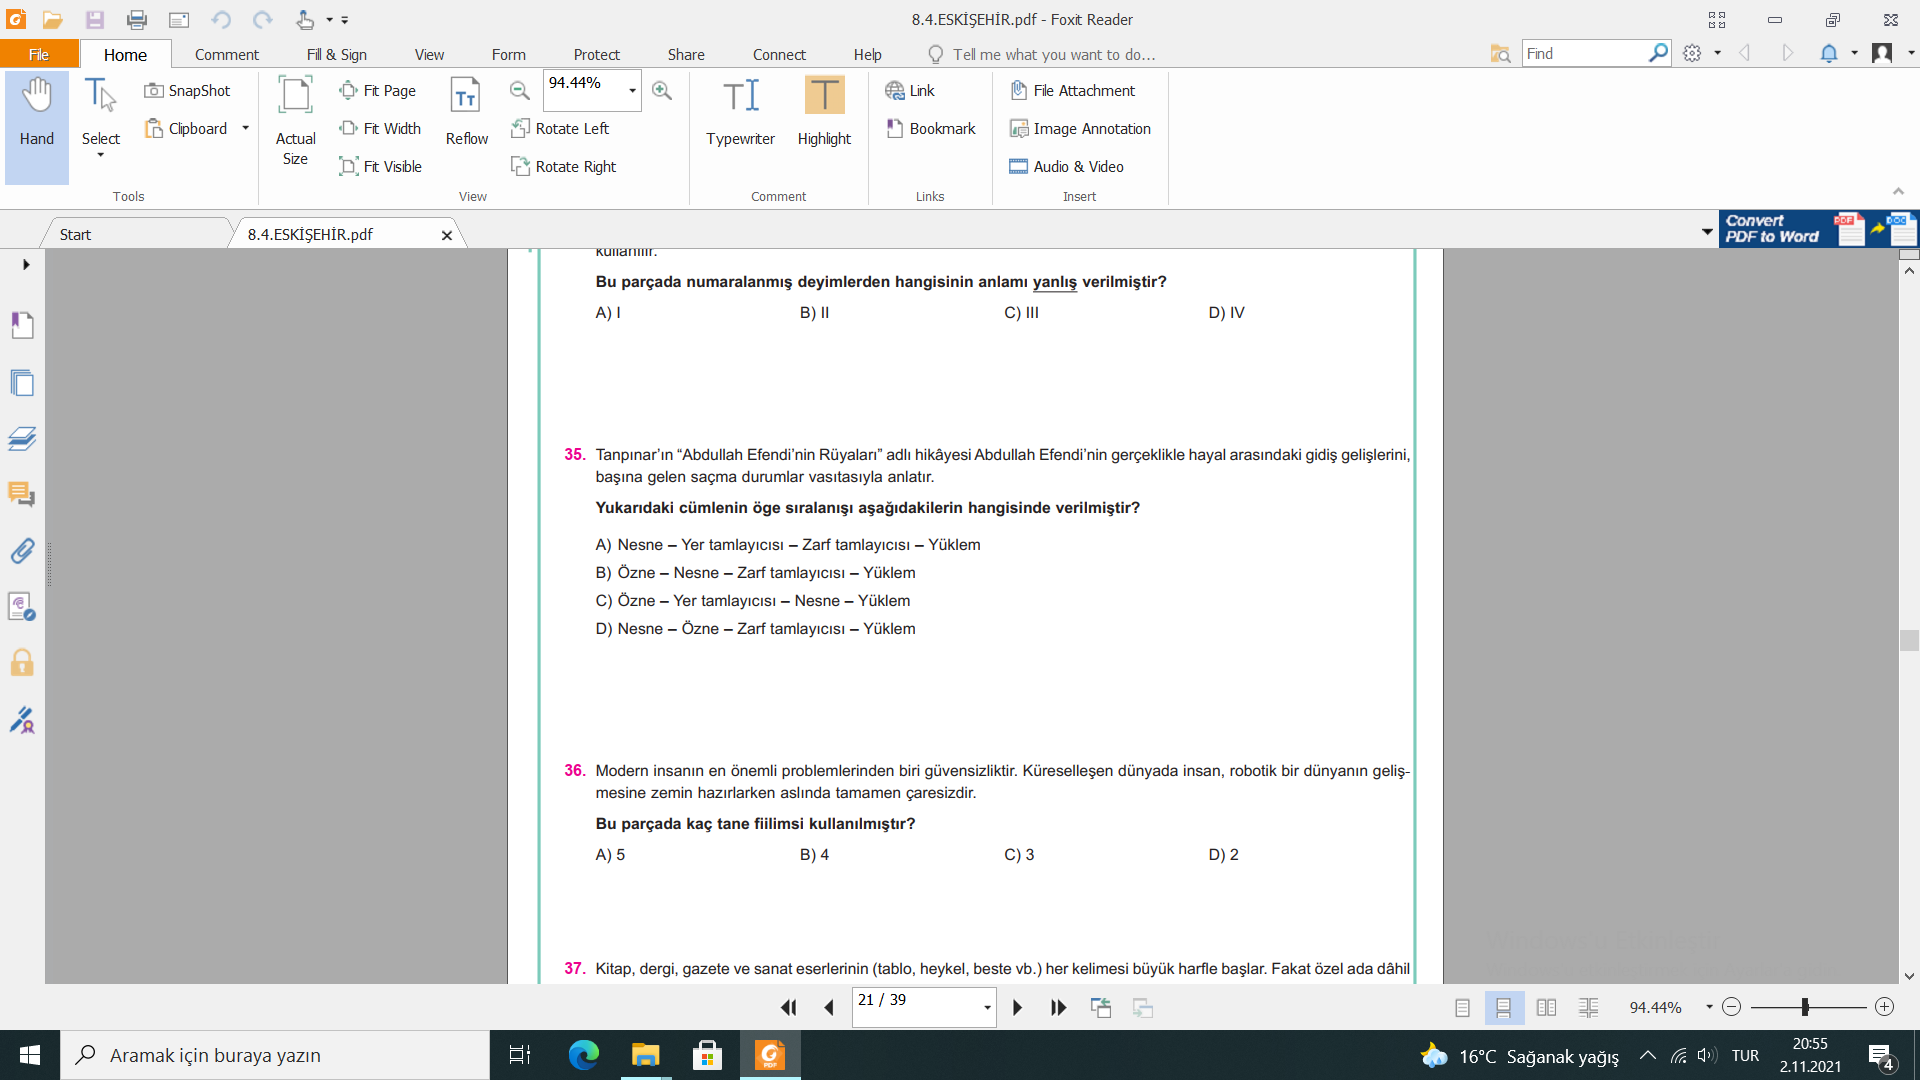 8.4.ESKİŞEHİR.pdf - Foxit Reader
File
Home
Comment
Fill & Sign
View
Form
Protect
Share
Connect
Help
Tell me what you want to do...
Find
Hand
Select
SnapShot
Clipboard
Tools
Actual Size
Fit Page
Fit Width
Fit Visible
Reflow
94.44%
Rotate Left
Rotate Right
View
Typewriter
Highlight
Comment
Link
Bookmark
Links
File Attachment
Image Annotation
Audio & Video
Insert
Start
8.4.ESKİŞEHİR.pdf
Convert
PDF to Word
PDF
DOC
kullanılır.
Bu parçada numaralanmış deyimlerden hangisinin anlamı yanlış verilmiştir?
A) I B) II C) III D) IV
35. Tanpınar’ın “Abdullah Efendi’nin Rüyaları” adlı hikâyesi Abdullah Efendi’nin gerçeklikle hayal arasındaki gidiş gelişlerini,
başına gelen saçma durumlar vasıtasıyla anlatır.
Yukarıdaki cümlenin öge sıralanışı aşağıdakilerin hangisinde verilmiştir?
A) Nesne – Yer tamlayıcısı – Zarf tamlayıcısı – Yüklem
B) Özne – Nesne – Zarf tamlayıcısı – Yüklem
C) Özne – Yer tamlayıcısı – Nesne – Yüklem
D) Nesne – Özne – Zarf tamlayıcısı – Yüklem
36. Modern insanın en önemli problemlerinden biri güvensizliktir. Küreselleşen dünyada insan, robotik bir dünyanın geliş-
mesine zemin hazırlarken aslında tamamen çaresizdir.
Bu parçada kaç tane fiilimsi kullanılmıştır?
A) 5 B) 4 C) 3 D) 2
37. Kitap, dergi, gazete ve sanat eserlerinin (tablo, heykel, beste vb.) her kelimesi büyük harfle başlar. Fakat özel ada dâhil
21 / 39
94.44%
Aramak için buraya yazın
PDF
16°C Sağanak yağış
TUR
20:55
2.11.2021
4